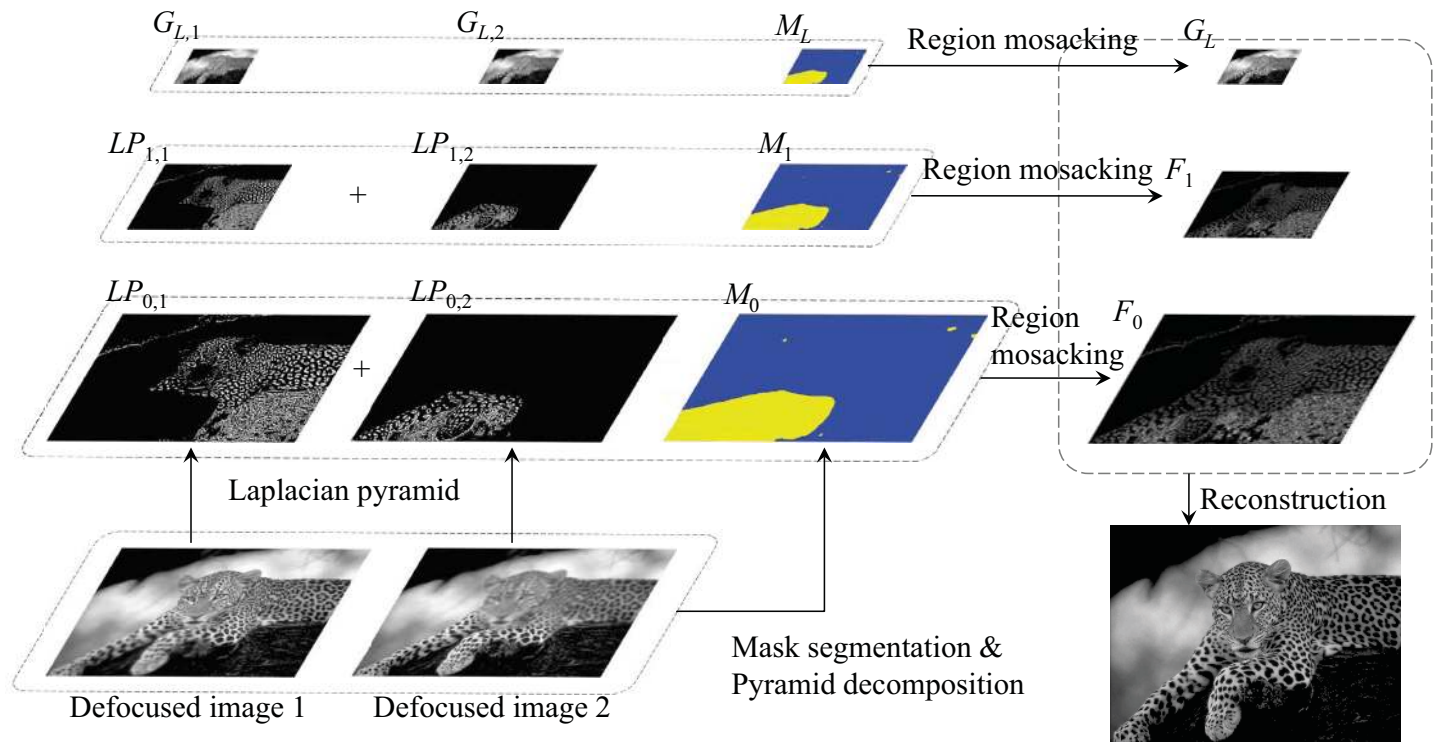 G_{L,1} G_{L,2} M_L Region mosacking G_L
LP_{1,1} + LP_{1,2} M_1 Region mosacking F_1
LP_{0,1} + LP_{0,2} M_0 Region F_0
mosacking
Laplacian pyramid
Reconstruction
Mask segmentation &
Pyramid decomposition
Defocused image 1 Defocused image 2